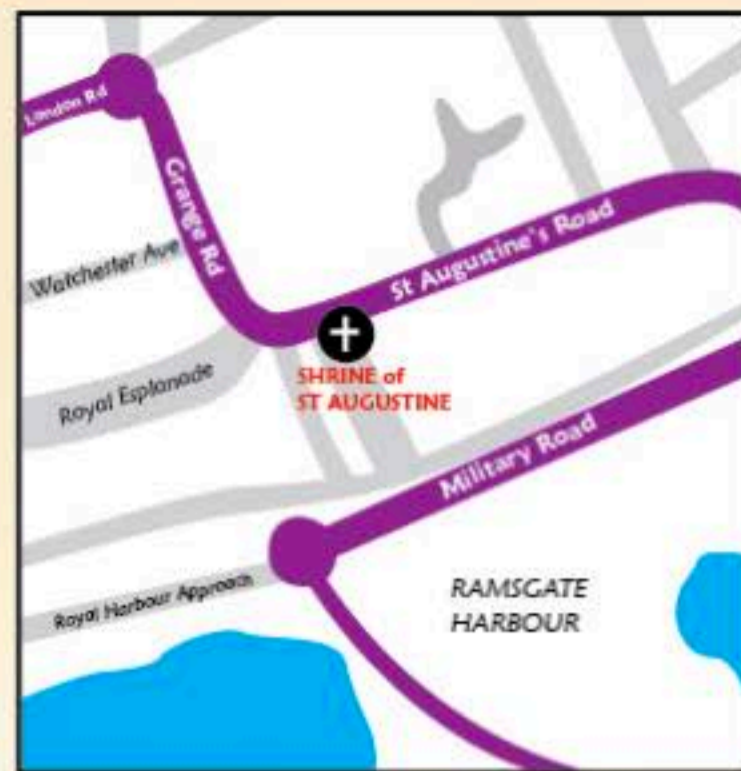 London Rd
Grange Rd
Watchester Ave
St Augustine's Road
SHRINE of
ST AUGUSTINE
Royal Esplanade
Military Road
Royal Harbour Approach
RAMSGATE
HARBOUR